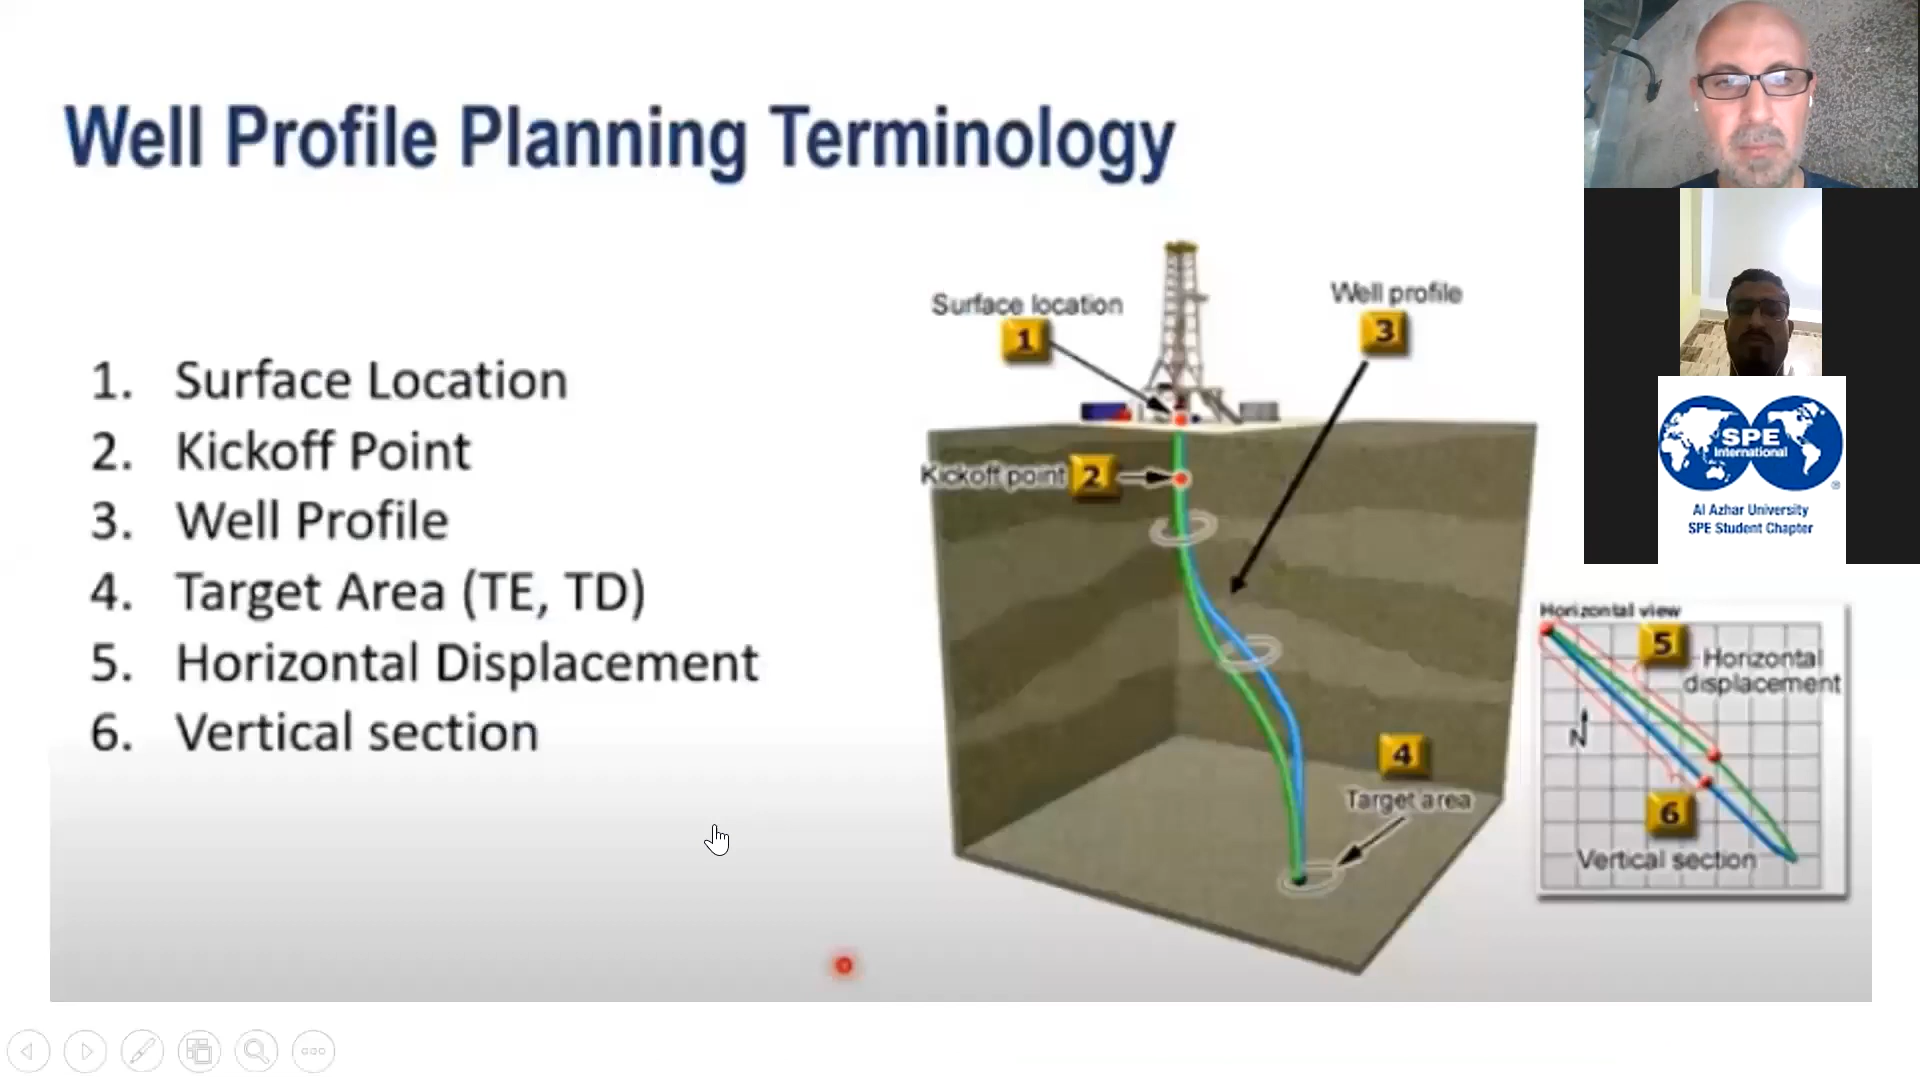 Well Profile Planning Terminology
1. Surface Location
2. Kickoff Point
3. Well Profile
4. Target Area (TE, TD)
5. Horizontal Displacement
6. Vertical section
Surface location
1
Well profile
3
Kickoff point 2
4
Target area
Horizontal view
5
Horizontal
displacement
N
6
Vertical section
SPE
International
®
Al Azhar University
SPE Student Chapter